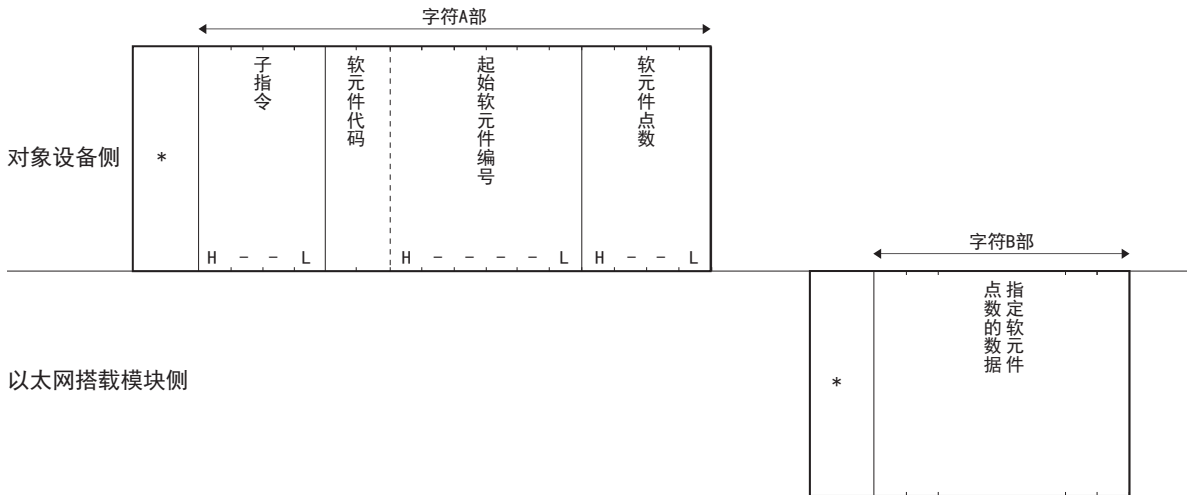 字符A部
子指令
软元件代码
起始软元件编号
软元件点数
对象设备侧
*
H - - L
H - - - - L
H - - L
字符B部
指定软元件
点数的数据
以太网搭载模块侧
*